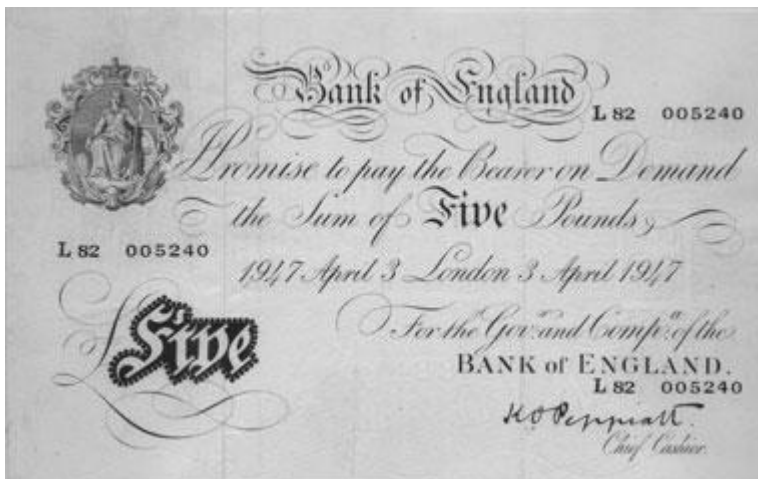 Bank of England
L 82 005240
I Promise to pay the Bearer on Demand
the Sum of Five Pounds
L 82 005240
1947 April 3 London 3 April 1947
Five
For the Govr. and Compa. of the
BANK of ENGLAND.
L 82 005240
K O Peppiatt.
Chief Cashier.